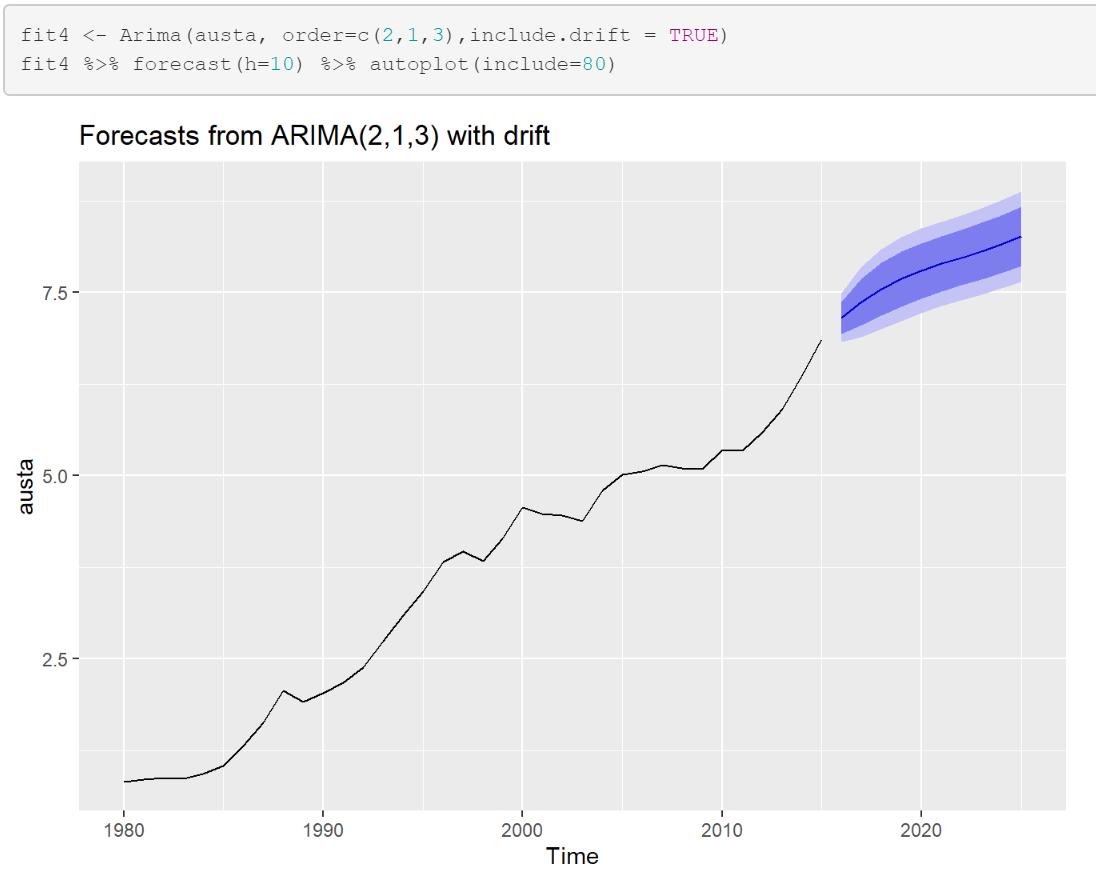 fit4 <- Arima(austa, order=c(2,1,3),include.drift = TRUE)
fit4 %>% forecast(h=10) %>% autoplot(include=80)
Forecasts from ARIMA(2,1,3) with drift
7.5
5.0
2.5
austa
1980 1990 2000 2010 2020
Time